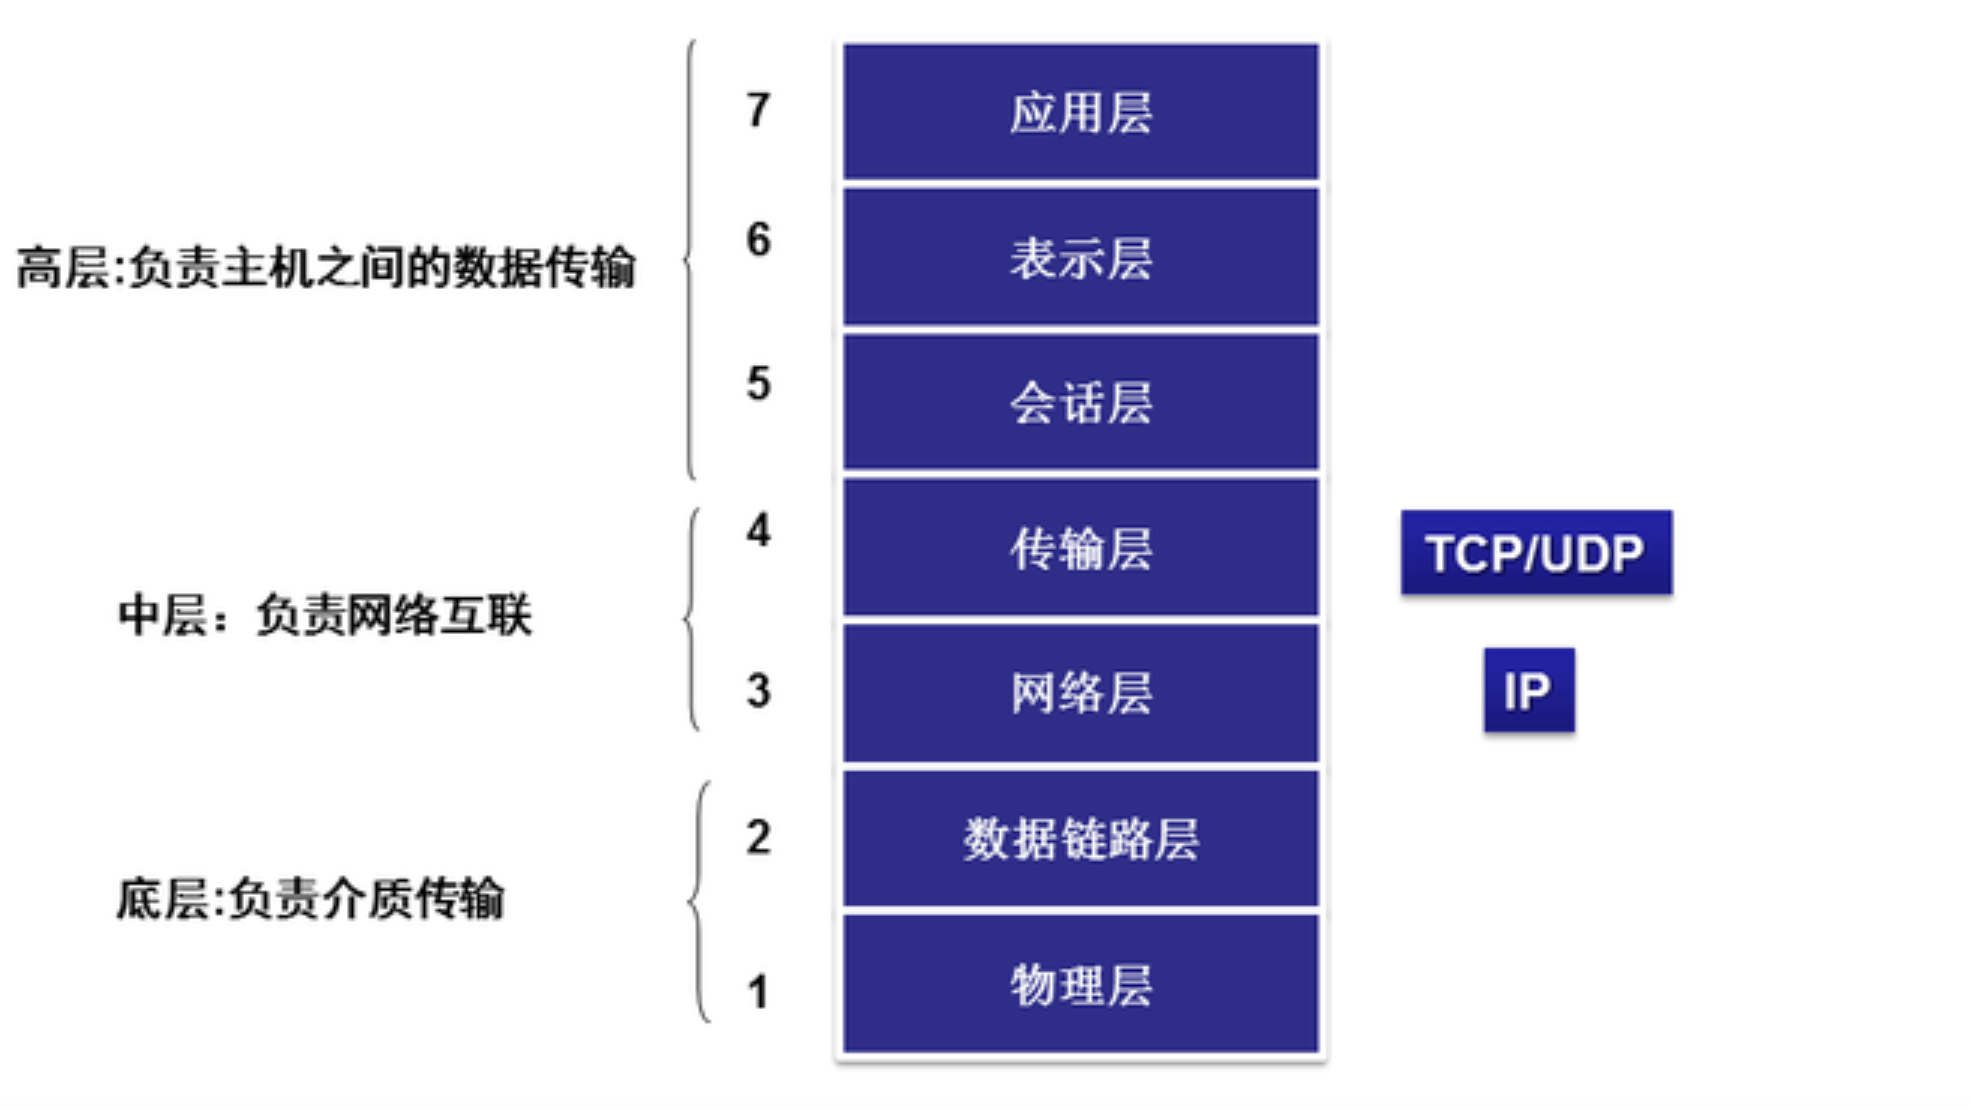 7
应用层
6
表示层
高层:负责主机之间的数据传输
5
会话层
4
传输层
TCP/UDP
中层：负责网络互联
3
网络层
IP
2
数据链路层
底层:负责介质传输
1
物理层